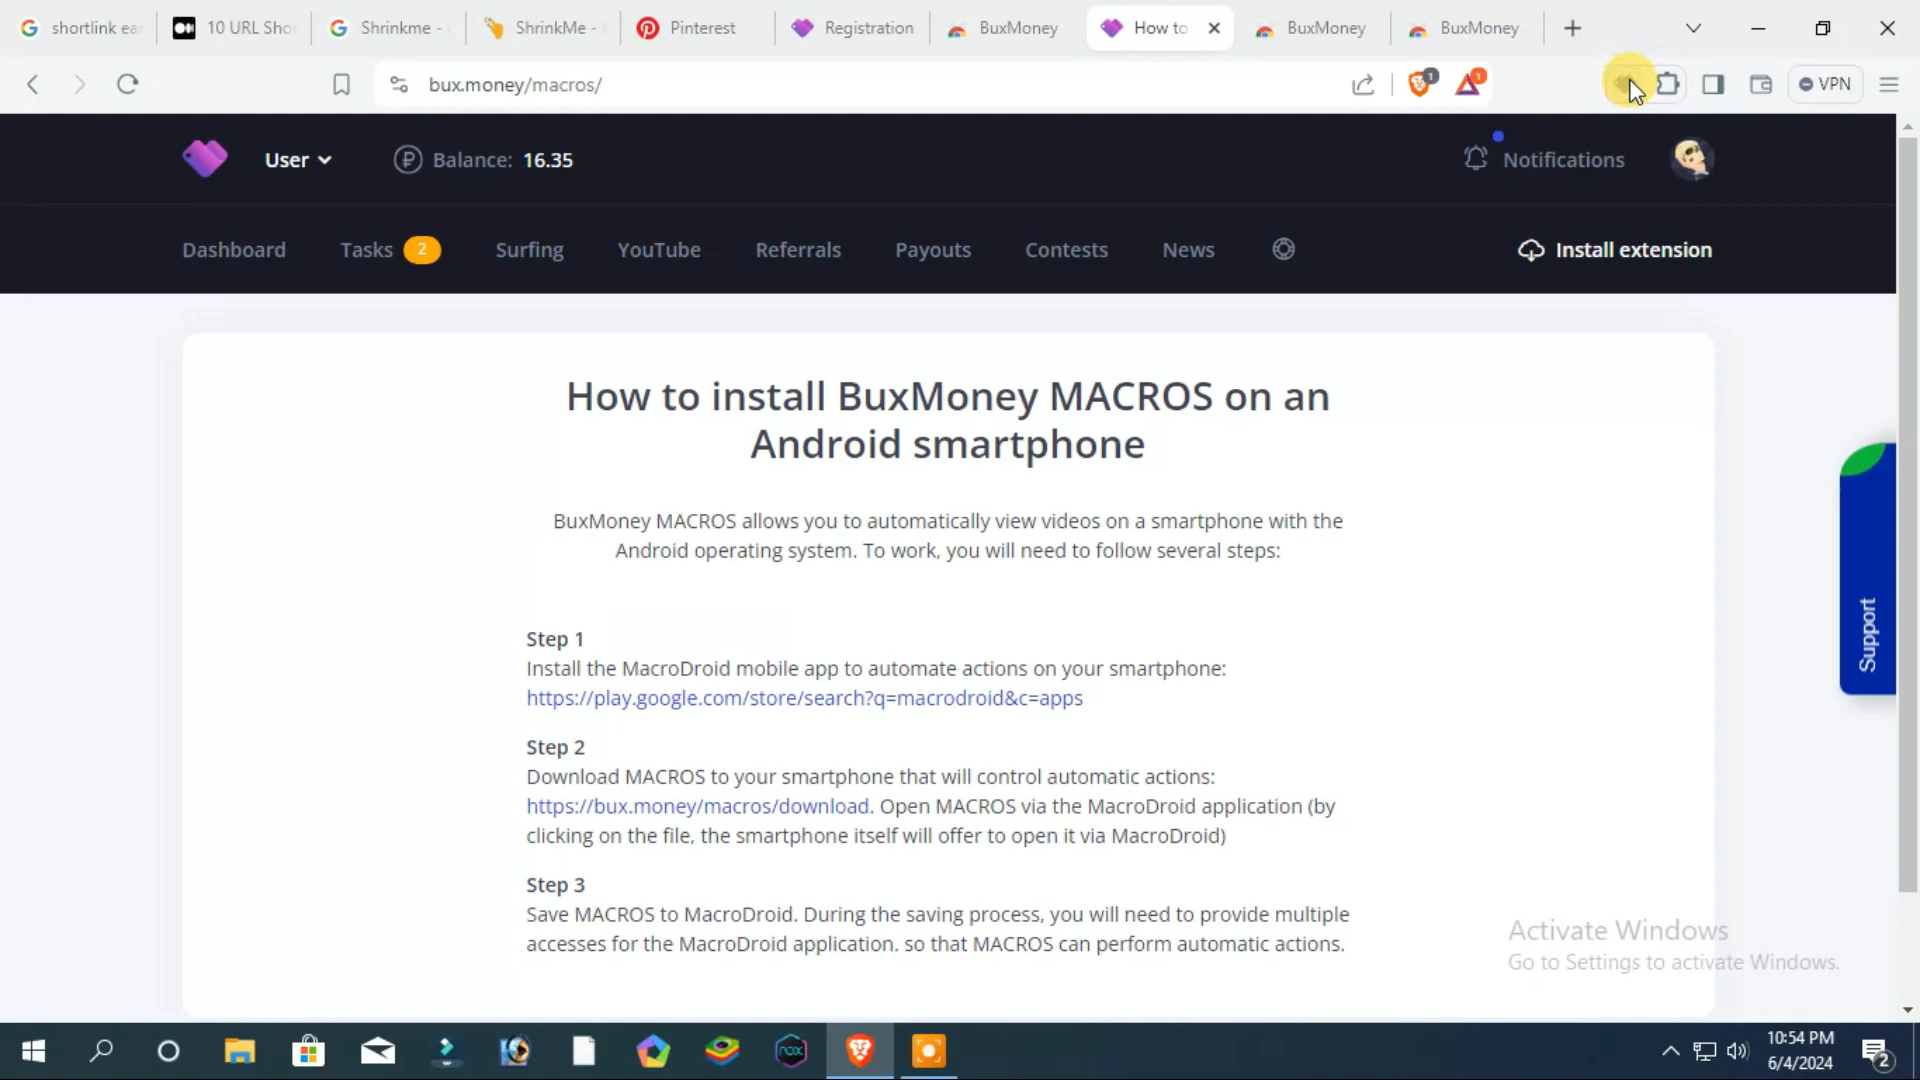 shortlink ea
10 URL Sho
Shrinkme -
ShrinkMe -
Pinterest
Registration
BuxMoney
How to
BuxMoney
BuxMoney
bux.money/macros/
1
1
VPN
User
Balance: 16.35
Notifications
Dashboard
Tasks 2
Surfing
YouTube
Referrals
Payouts
Contests
News
Install extension
How to install BuxMoney MACROS on an
Android smartphone
BuxMoney MACROS allows you to automatically view videos on a smartphone with the
Android operating system. To work, you will need to follow several steps:
Step 1
Install the MacroDroid mobile app to automate actions on your smartphone:
https://play.google.com/store/search?q=macrodroid&c=apps
Step 2
Download MACROS to your smartphone that will control automatic actions:
https://bux.money/macros/download. Open MACROS via the MacroDroid application (by
clicking on the file, the smartphone itself will offer to open it via MacroDroid)
Step 3
Save MACROS to MacroDroid. During the saving process, you will need to provide multiple
accesses for the MacroDroid application. so that MACROS can perform automatic actions.
Support
Activate Windows
Go to Settings to activate Windows.
nox
10:54 PM
6/4/2024
2